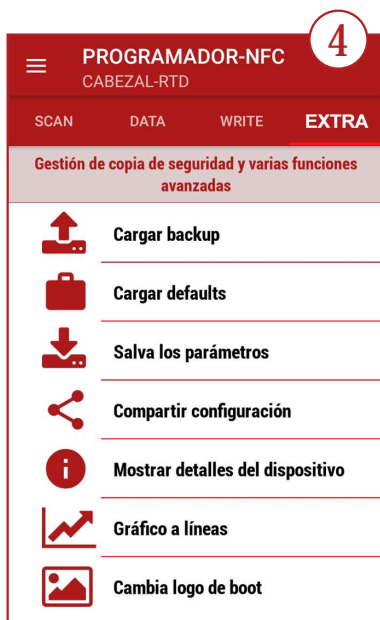 4
PROGRAMADOR-NFC
CABEZAL-RTD
SCAN DATA WRITE EXTRA
Gestión de copia de seguridad y varias funciones
avanzadas
Cargar backup
Cargar defaults
Salva los parámetros
Compartir configuración
Mostrar detalles del dispositivo
Gráfico a líneas
Cambia logo de boot